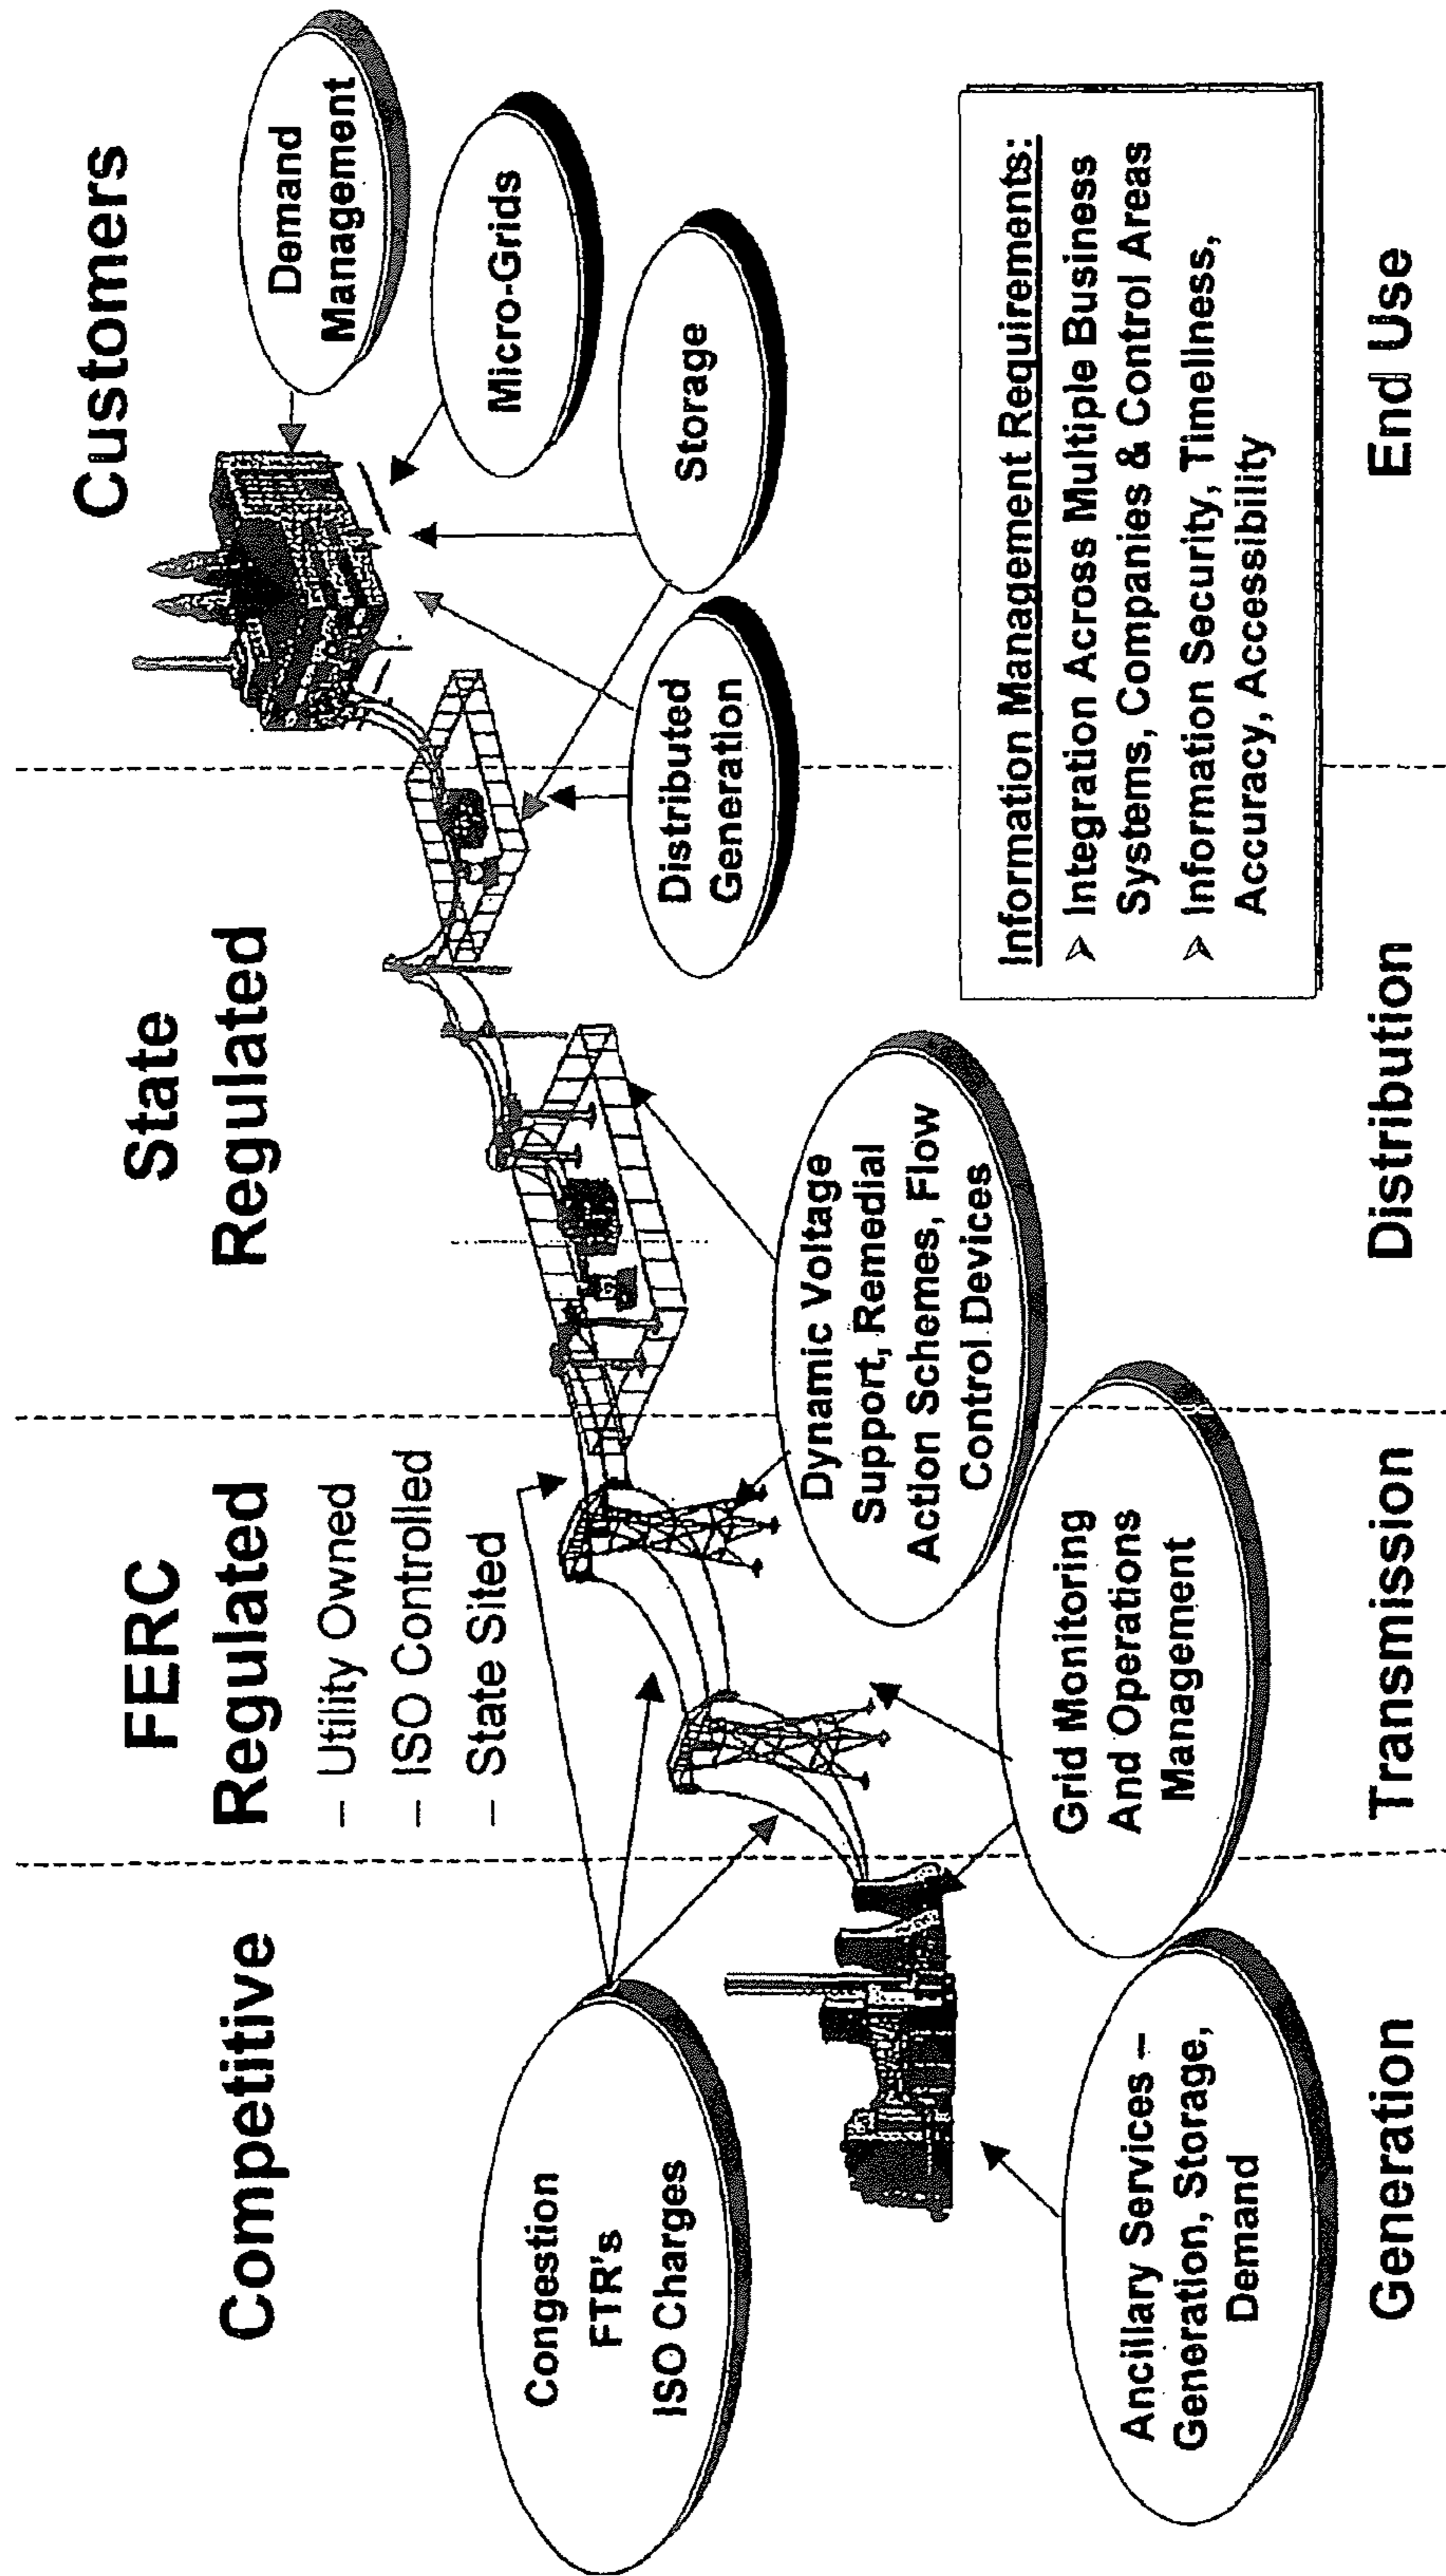 Competitive
FERC
Regulated
– Utility Owned
– ISO Controlled
– State Sited
State
Regulated
Customers
Congestion
FTR's
ISO Charges
Demand
Management
Micro-Grids
Storage
Distributed
Generation
Dynamic Voltage
Support, Remedial
Action Schemes, Flow
Control Devices
Grid Monitoring
And Operations
Management
Ancillary Services –
Generation, Storage,
Demand
Information Management Requirements:
➢ Integration Across Multiple Business
Systems, Companies & Control Areas
➢ Information Security, Timeliness,
Accuracy, Accessibility
Generation
Transmission
Distribution
End Use